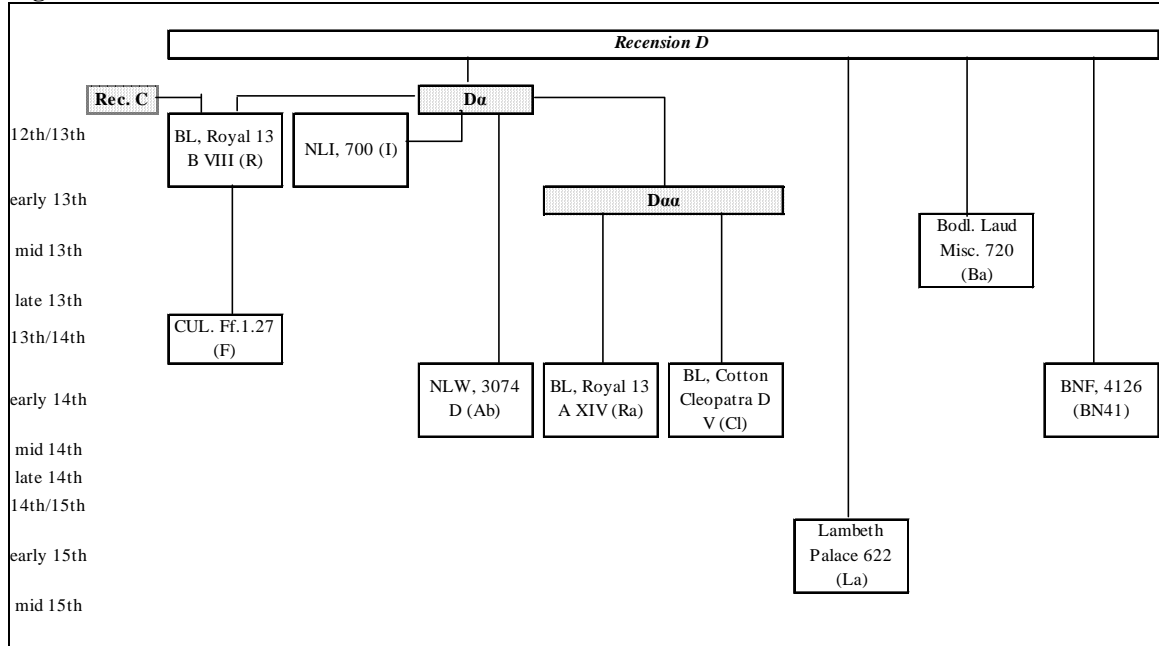 Recension D
Rec. C
Dα
12th/13th
BL, Royal 13
B VIII (R)
NLI, 700 (I)
early 13th
Dαα
mid 13th
Bodl. Laud
Misc. 720
(Ba)
late 13th
13th/14th
CUL. Ff.1.27
(F)
early 14th
NLW, 3074
D (Ab)
BL, Royal 13
A XIV (Ra)
BL, Cotton
Cleopatra D
V (Cl)
BNF, 4126
(BN41)
mid 14th
late 14th
14th/15th
early 15th
Lambeth
Palace 622
(La)
mid 15th